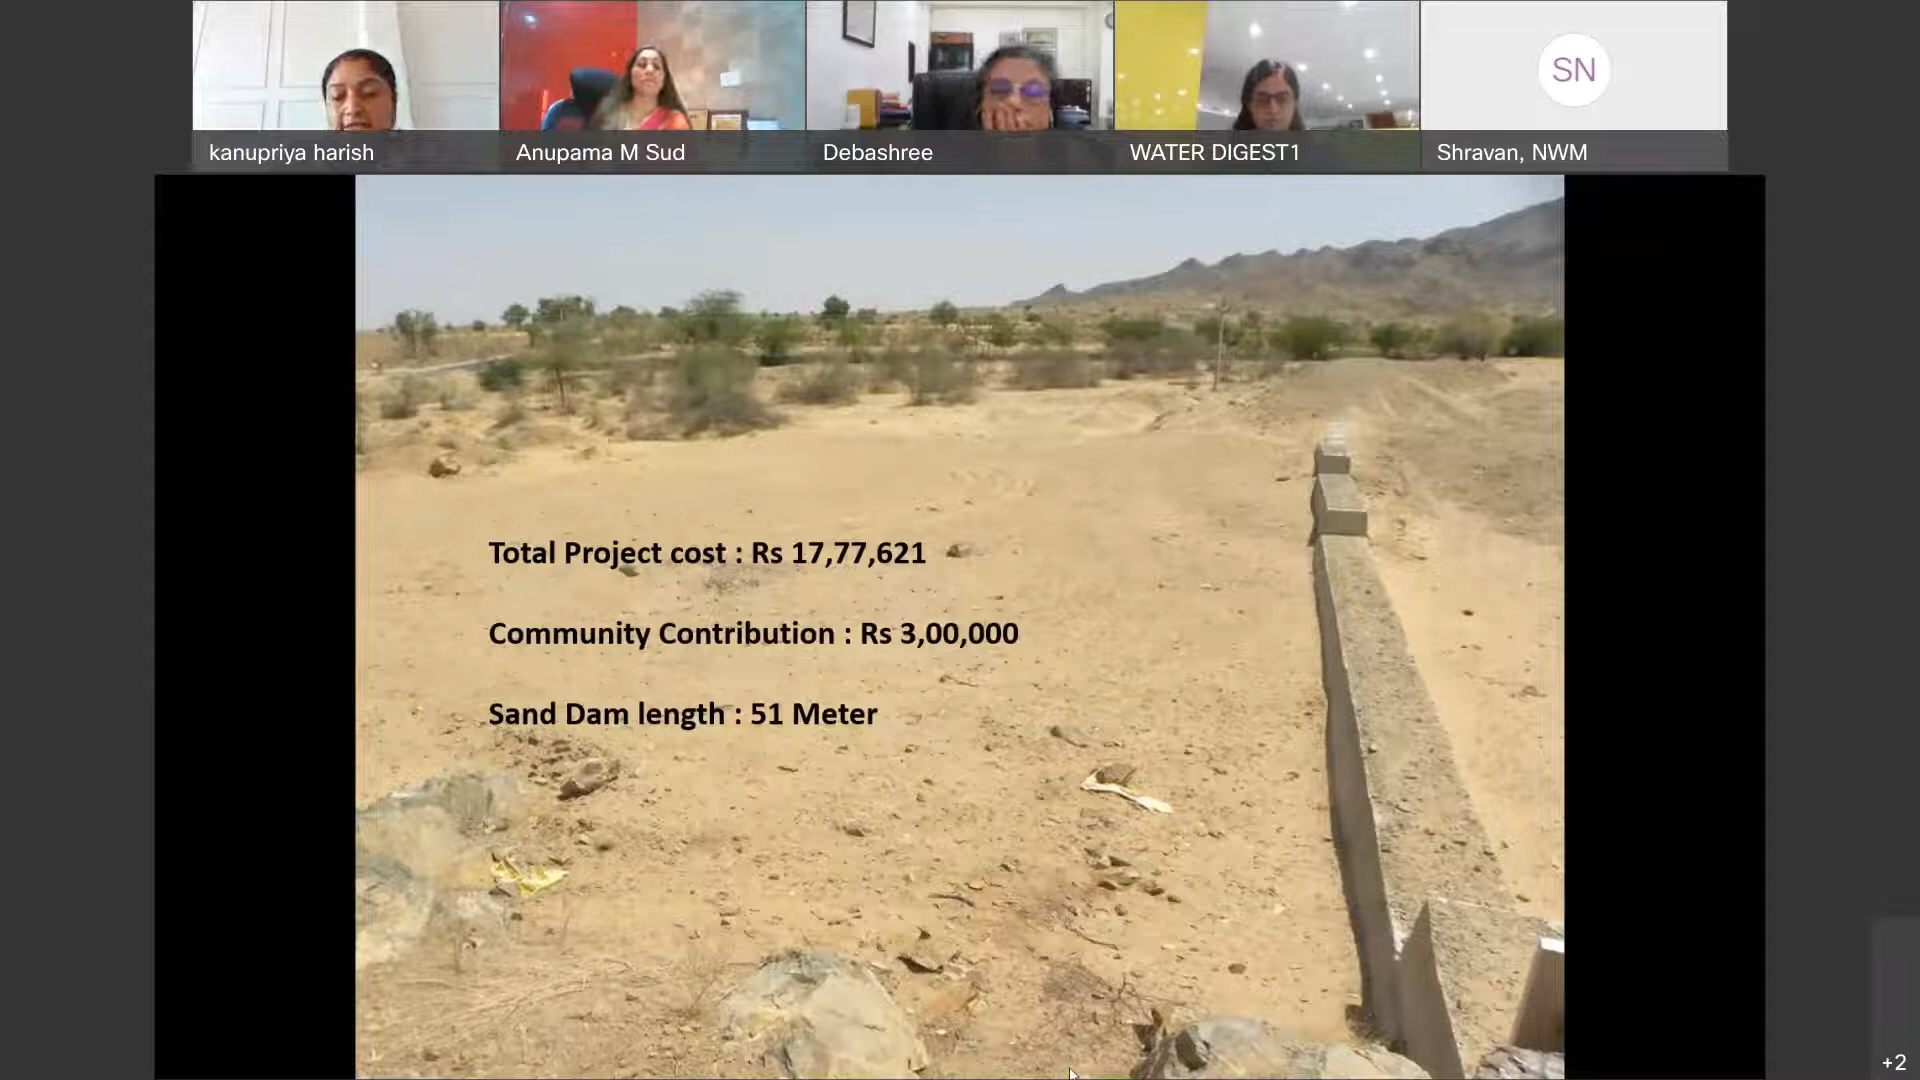 kanupriya harish
Anupama M Sud
Debashree
WATER DIGEST1
SN
Shravan, NWM
Total Project cost : Rs 17,77,621
Community Contribution : Rs 3,00,000
Sand Dam length : 51 Meter
+2